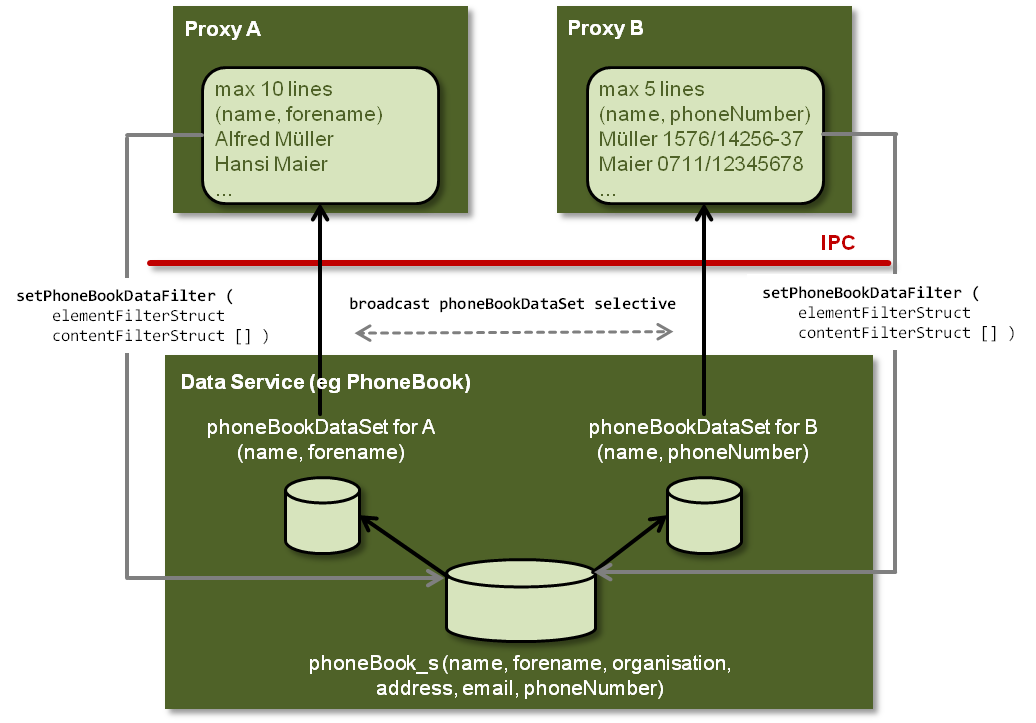 Proxy A
max 10 lines
(name, forename)
Alfred Müller
Hansi Maier
...
Proxy B
max 5 lines
(name, phoneNumber)
Müller 1576/14256-37
Maier 0711/12345678
...
IPC
setPhoneBookDataFilter (
elementFilterStruct
contentFilterStruct [] )
broadcast phoneBookDataSet selective
setPhoneBookDataFilter (
elementFilterStruct
contentFilterStruct [] )
Data Service (eg PhoneBook)
phoneBookDataSet for A
(name, forename)
phoneBookDataSet for B
(name, phoneNumber)
phoneBook_s (name, forename, organisation,
address, email, phoneNumber)